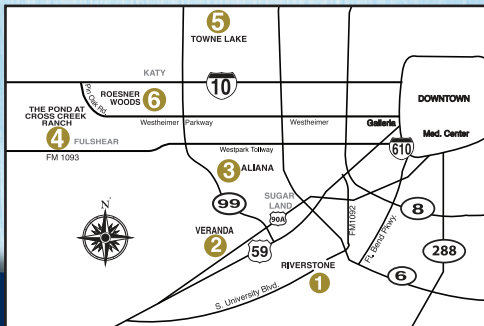 5
TOWNE LAKE
KATY
10
Pin Oak Rd.
ROESNER
WOODS
6
DOWNTOWN
THE POND AT
CROSS CREEK
RANCH
4
FULSHEAR
FM 1093
Westheimer Parkway
Westheimer
Galleria
Med. Center
610
Westpark Tollway
3
ALIANA
99
SUGAR
LAND
90A
FM1092
Ft. Bend Pkwy.
8
N
VERANDA
2
59
288
RIVERSTONE
1
6
S. University Blvd.